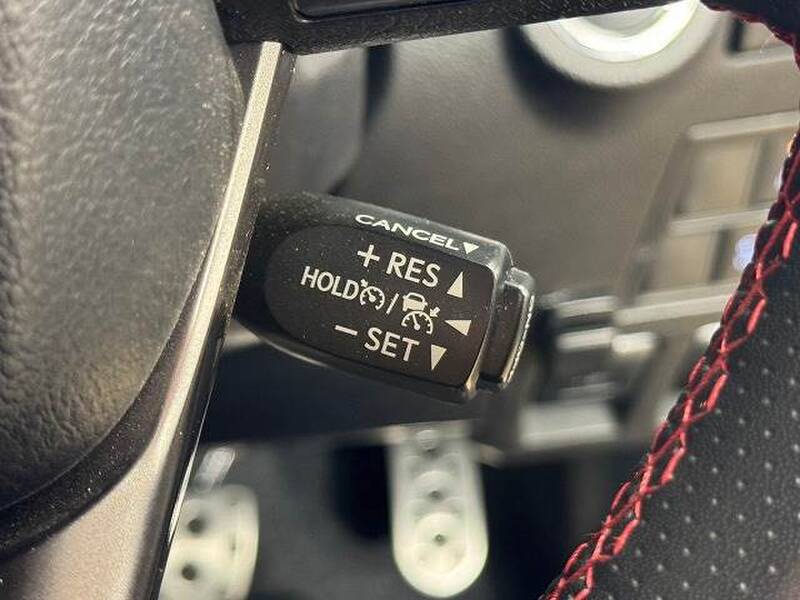 CANCEL▼
+ RES ▲
HOLD / ◀
− SET ▼